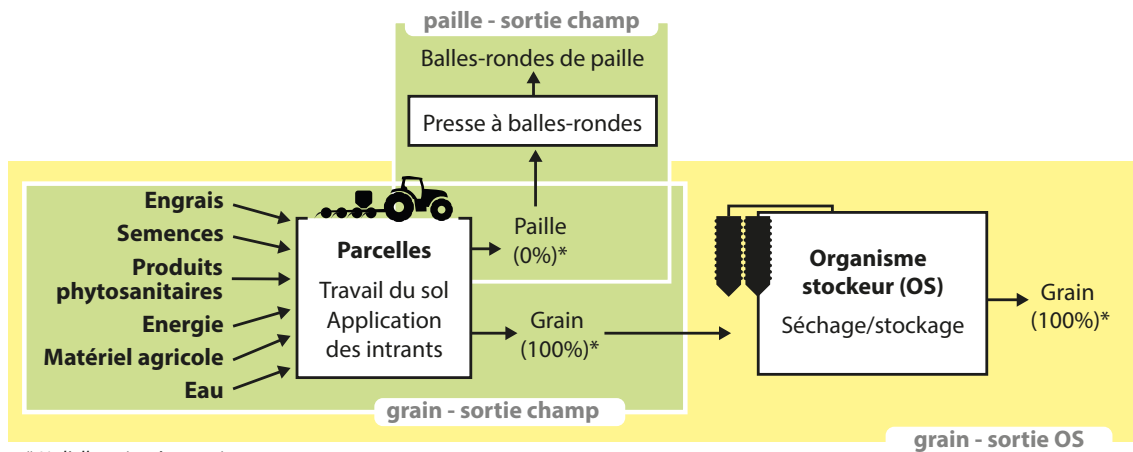 paille - sortie champ
Balles-rondes de paille
Presse à balles-rondes
Engrais
Semences
Produits
phytosanitaires
Energie
Matériel agricole
Eau
Parcelles
Travail du sol
Application
des intrants
Paille
(0%)*
Grain
(100%)*
Organisme
stockeur (OS)
Séchage/stockage
Grain
(100%)*
grain - sortie champ
grain - sortie OS